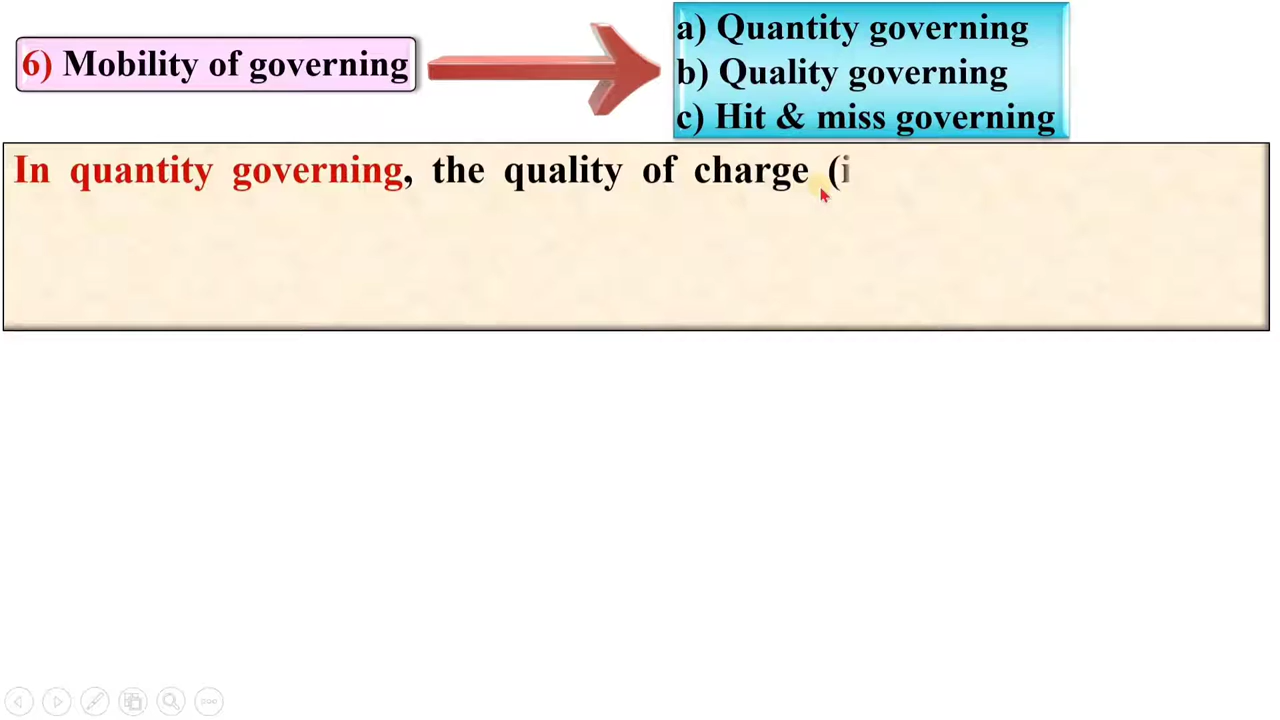 6) Mobility of governing
a) Quantity governing
b) Quality governing
c) Hit & miss governing
In quantity governing, the quality of charge (i